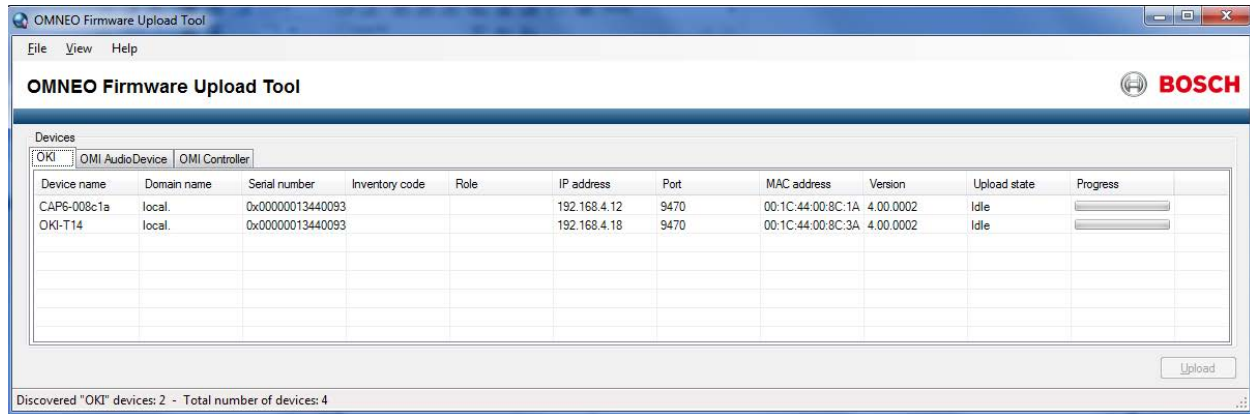 OMNEO Firmware Upload Tool
File View Help
OMNEO Firmware Upload Tool
BOSCH
Devices
OKI OMI AudioDevice OMI Controller
Device name Domain name Serial number Inventory code Role IP address Port MAC address Version Upload state Progress
CAP6-008c1a local. 0x00000013440093 192.168.4.12 9470 00:1C:44:00:8C:1A 4.00.0002 Idle
OKI-T14 local. 0x00000013440093 192.168.4.18 9470 00:1C:44:00:8C:3A 4.00.0002 Idle
Upload
Discovered "OKI" devices: 2 - Total number of devices: 4